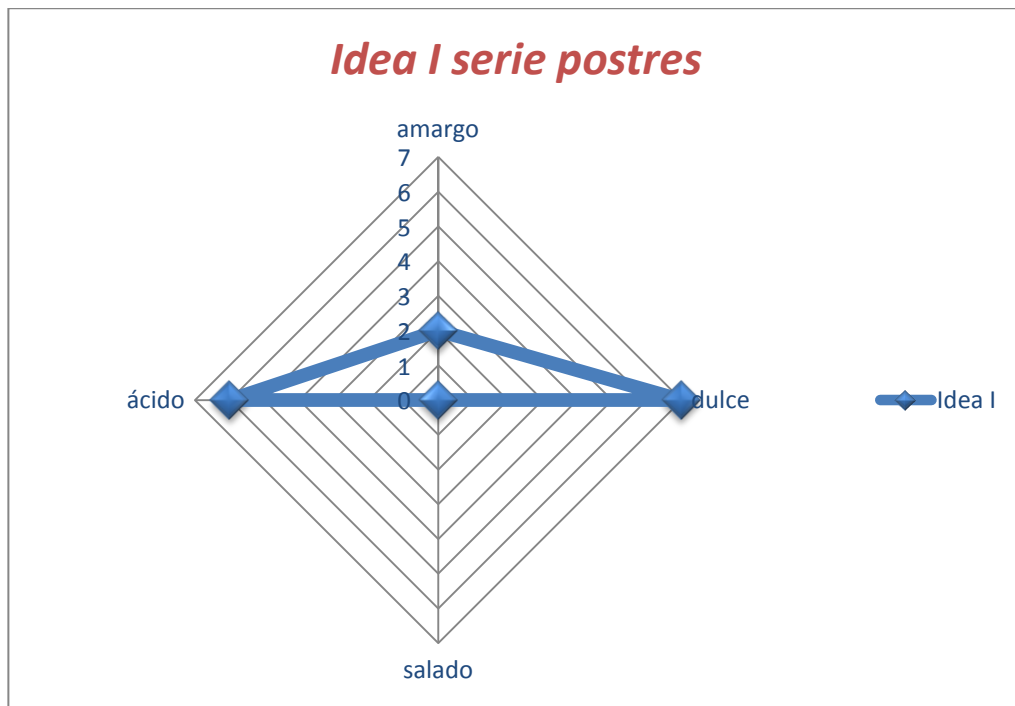 Idea I serie postres
amargo
7
6
5
4
3
2
1
0
ácido
dulce
Idea I
salado